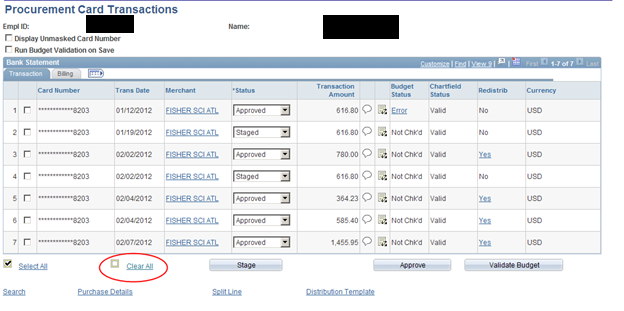 Procurement Card Transactions
Empl ID: Name:
Display Unmasked Card Number
Run Budget Validation on Save
Bank Statement Customize | Find | View 9 | First 1-7 of 7 Last
Transaction Billing
Card Number Trans Date Merchant *Status Transaction Amount Budget Status Chartfield Status Redistrib Currency
1 ************8203 01/12/2012 FISHER SCI ATL Approved 616.80 Error Valid No USD
2 ************8203 01/19/2012 FISHER SCI ATL Staged 616.80 Not Chk'd Valid No USD
3 ************8203 02/02/2012 FISHER SCI ATL Approved 780.00 Not Chk'd Valid Yes USD
4 ************8203 02/02/2012 FISHER SCI ATL Staged 616.80 Not Chk'd Valid No USD
5 ************8203 02/04/2012 FISHER SCI ATL Approved 364.23 Not Chk'd Valid Yes USD
6 ************8203 02/04/2012 FISHER SCI ATL Approved 585.40 Not Chk'd Valid Yes USD
7 ************8203 02/07/2012 FISHER SCI ATL Approved 1,455.95 Not Chk'd Valid Yes USD
Select All Clear All Stage Approve Validate Budget
Search Purchase Details Split Line Distribution Template